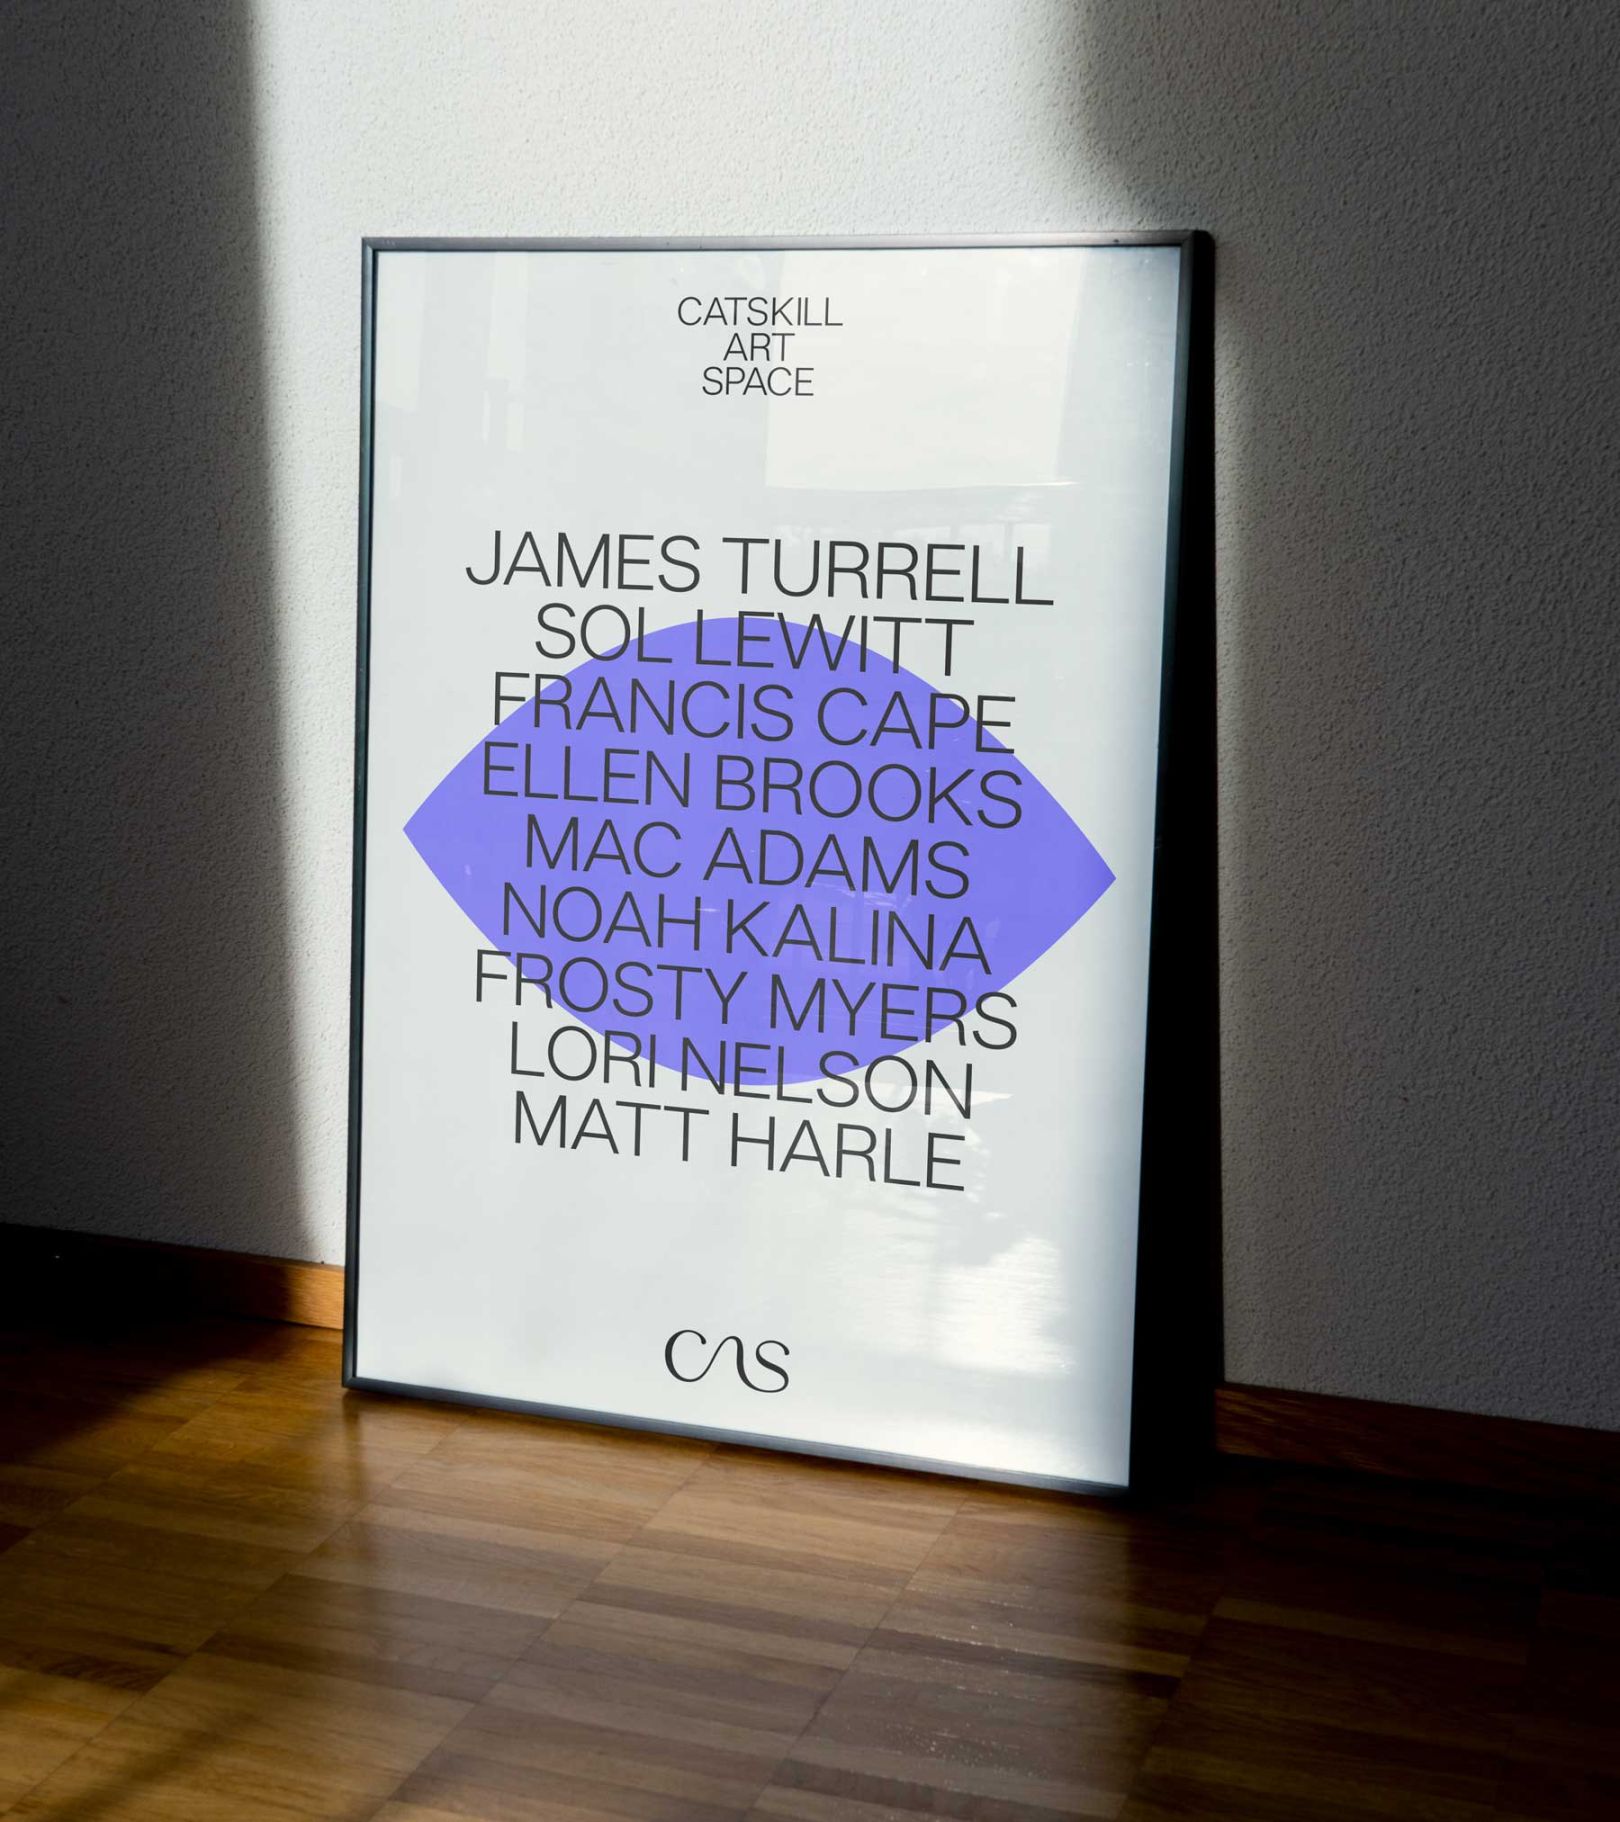 CATSKILL
ART
SPACE
JAMES TURRELL
SOL LEWITT
FRANCIS CAPE
ELLEN BROOKS
MAC ADAMS
NOAH KALINA
FROSTY MYERS
LORI NELSON
MATT HARLE
CAS